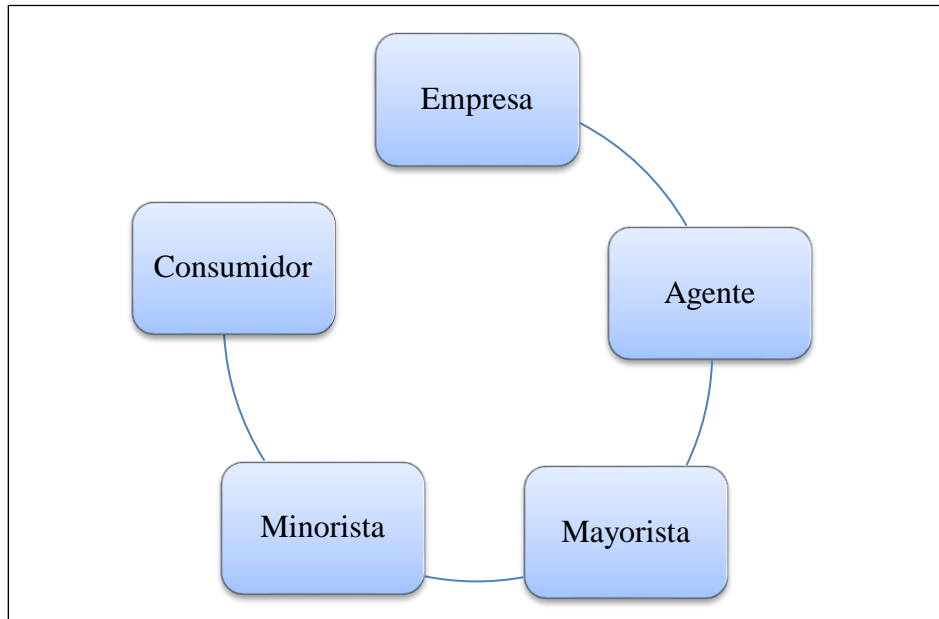 Empresa
Agente
Mayorista
Minorista
Consumidor